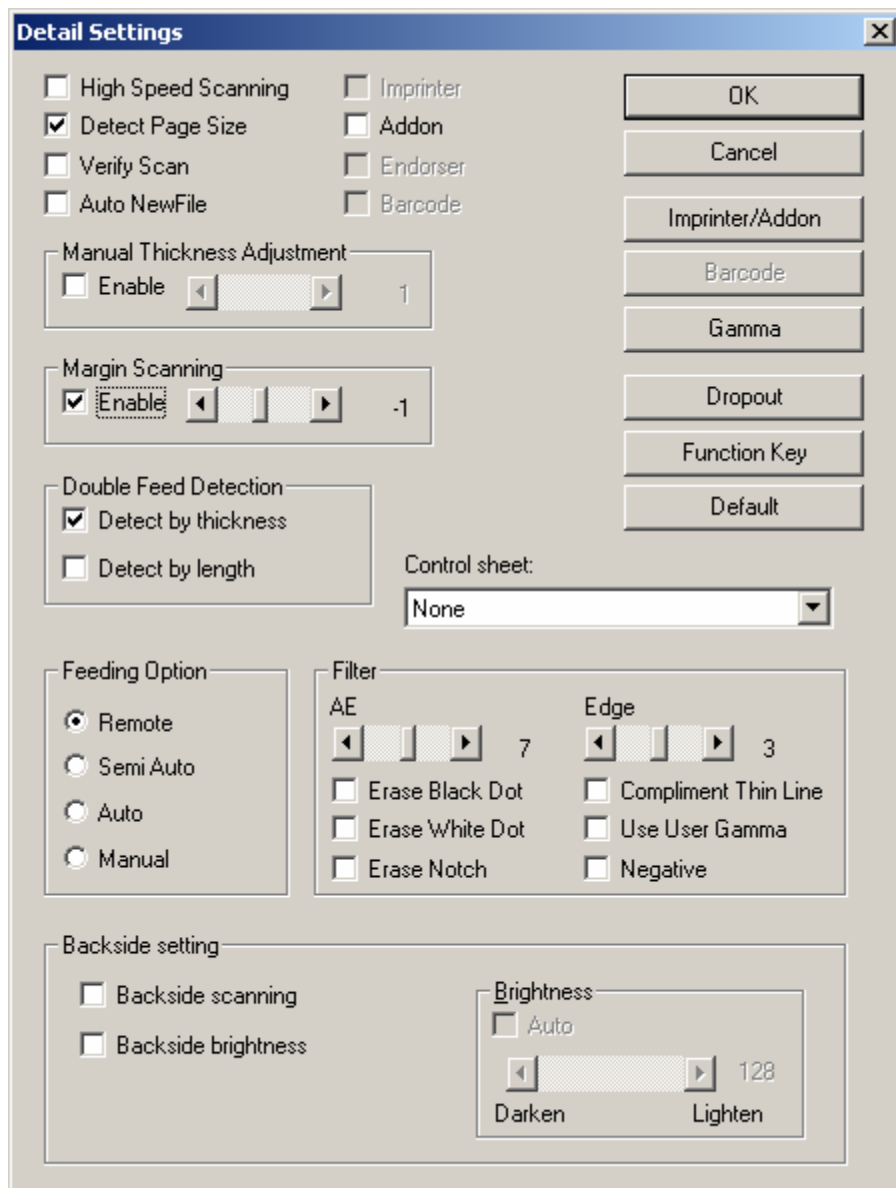 Detail Settings
High Speed Scanning
Imprinter
OK
Detect Page Size
Addon
Cancel
Verify Scan
Endorser
Auto NewFile
Barcode
Imprinter/Addon
Manual Thickness Adjustment
Enable
1
Barcode
Gamma
Margin Scanning
Enable
-1
Dropout
Function Key
Double Feed Detection
Default
Detect by thickness
Detect by length
Control sheet:
None
Feeding Option
Remote
Semi Auto
Auto
Manual
Filter
AE
Edge
7
3
Erase Black Dot
Compliment Thin Line
Erase White Dot
Use User Gamma
Erase Notch
Negative
Backside setting
Backside scanning
Backside brightness
Brightness
Auto
128
Darken
Lighten